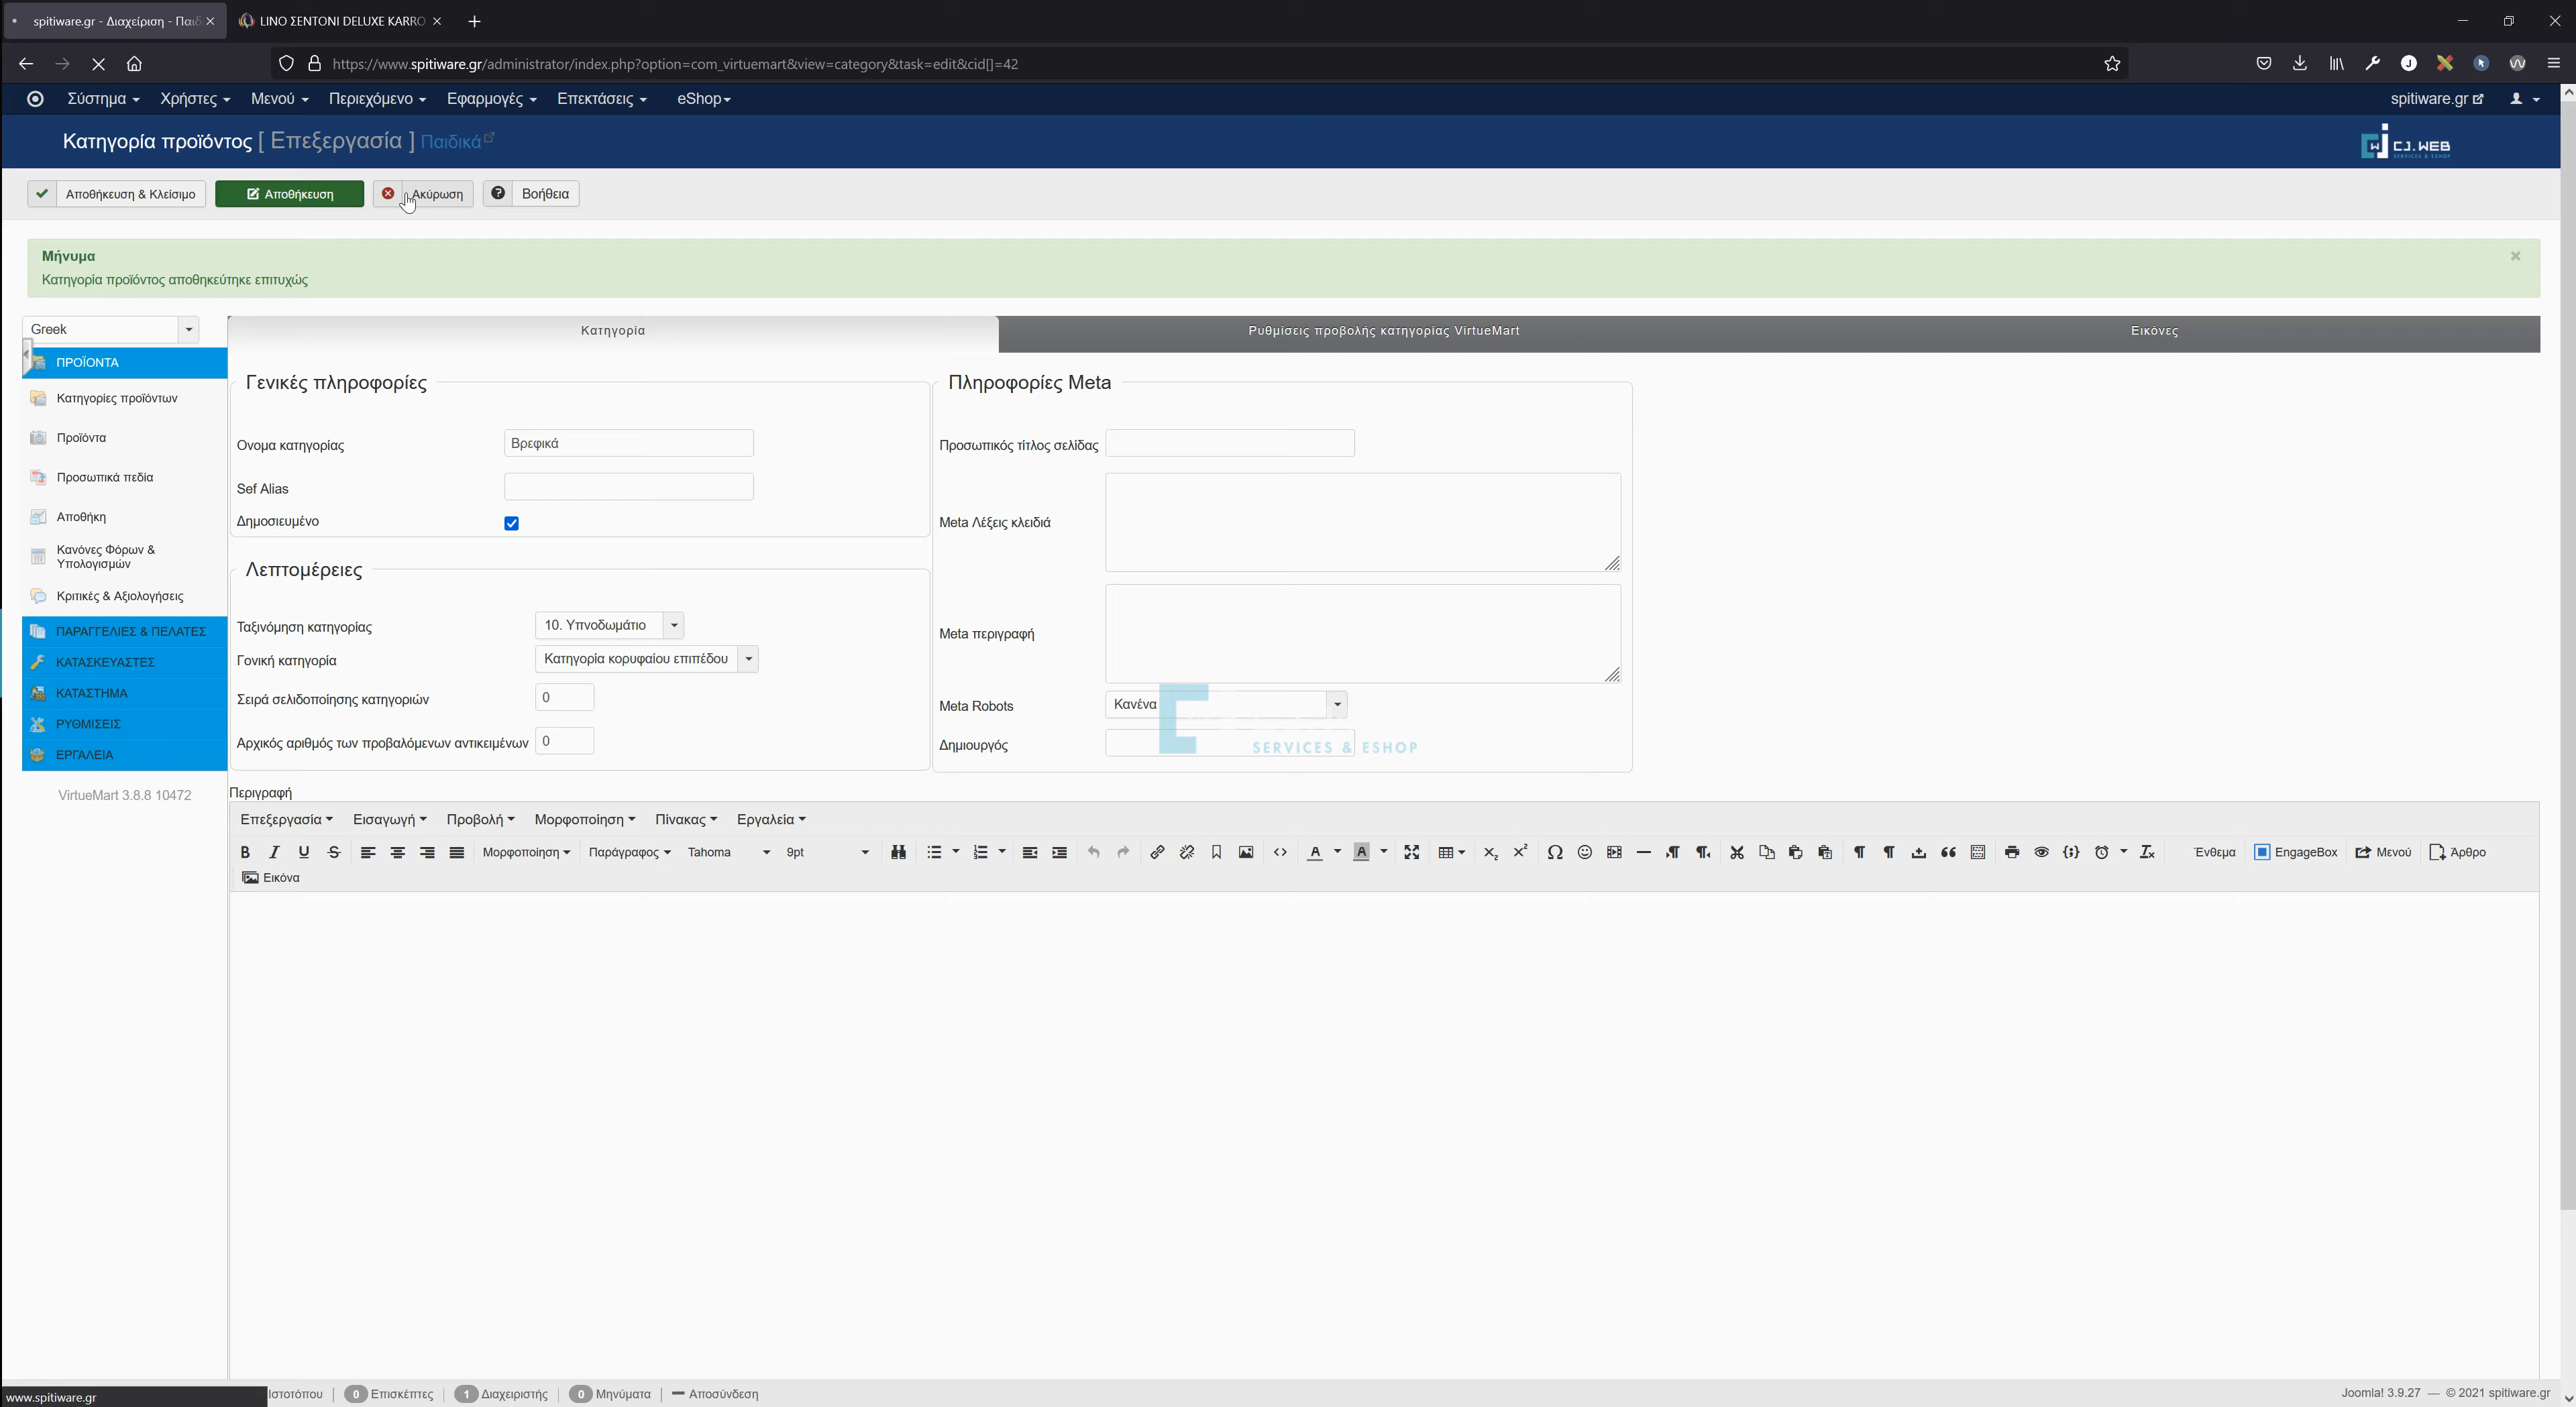 spitiware.gr - Διαχείριση - Παιδ
LINO ΣΕΝΤΟΝΙ DELUXE KARRO
https://www.spitiware.gr/administrator/index.php?option=com_virtuemart&view=category&task=edit&cid[]=42
Σύστημα Χρήστες Μενού Περιεχόμενο Εφαρμογές Επεκτάσεις eShop spitiware.gr
Κατηγορία προϊόντος [ Επεξεργασία ] Παιδικά
CJ.WEB
SERVICES & ESHOP
Αποθήκευση & Κλείσιμο Αποθήκευση Ακύρωση Βοήθεια
Μήνυμα
Κατηγορία προϊόντος αποθηκεύτηκε επιτυχώς
Greek
Κατηγορία Ρυθμίσεις προβολής κατηγορίας VirtueMart Εικόνες
ΠΡΟΪΟΝΤΑ
Κατηγορίες προϊόντων
Προϊόντα
Προσωπικά πεδία
Αποθήκη
Κανόνες Φόρων &
Υπολογισμών
Κριτικές & Αξιολογήσεις
ΠΑΡΑΓΓΕΛΙΕΣ & ΠΕΛΑΤΕΣ
ΚΑΤΑΣΚΕΥΑΣΤΕΣ
ΚΑΤΑΣΤΗΜΑ
ΡΥΘΜΙΣΕΙΣ
ΕΡΓΑΛΕΙΑ
VirtueMart 3.8.8 10472
Γενικές πληροφορίες
Ονομα κατηγορίας Βρεφικά
Sef Alias
Δημοσιευμένο
Λεπτομέρειες
Ταξινόμηση κατηγορίας 10. Υπνοδωμάτιο
Γονική κατηγορία Κατηγορία κορυφαίου επιπέδου
Σειρά σελιδοποίησης κατηγοριών 0
Αρχικός αριθμός των προβαλόμενων αντικειμένων 0
Πληροφορίες Meta
Προσωπικός τίτλος σελίδας
Meta Λέξεις κλειδιά
Meta περιγραφή
Meta Robots Κανένα
Δημιουργός
SERVICES & ESHOP
Περιγραφή
Επεξεργασία Εισαγωγή Προβολή Μορφοποίηση Πίνακας Εργαλεία
Μορφοποίηση Παράγραφος Tahoma 9pt Ένθεμα EngageBox Μενού Άρθρο
Εικόνα
www.spitiware.gr
Ιστοτόπου 0 Επισκέπτες 1 Διαχειριστής 0 Μηνύματα Αποσύνδεση
Joomla! 3.9.27 — © 2021 spitiware.gr